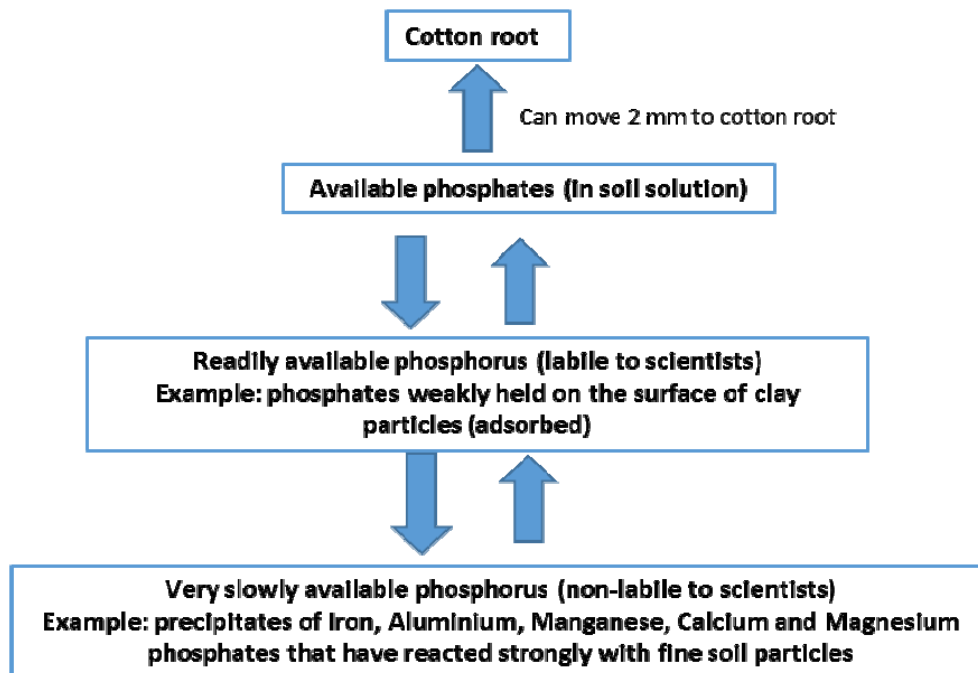 Cotton root
Can move 2 mm to cotton root
Available phosphates (in soil solution)
Readily available phosphorus (labile to scientists)
Example: phosphates weakly held on the surface of clay
particles (adsorbed)
Very slowly available phosphorus (non-labile to scientists)
Example: precipitates of Iron, Aluminium, Manganese, Calcium and Magnesium
phosphates that have reacted strongly with fine soil particles